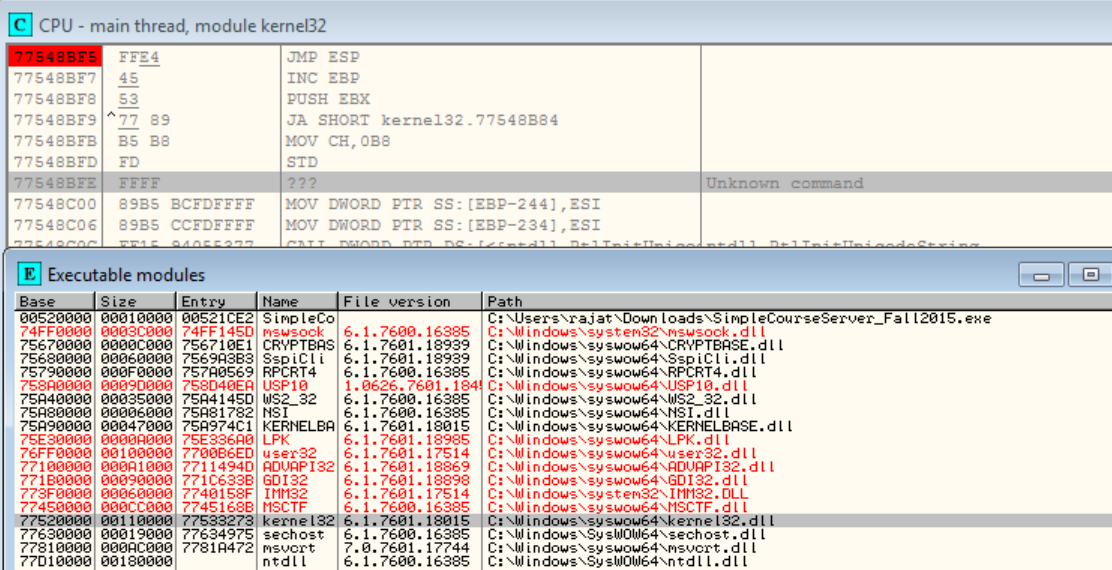 C CPU - main thread, module kernel32
77548BF5 FFE4 JMP ESP
77548BF7 45 INC EBP
77548BF8 53 PUSH EBX
77548BF9 ^77 89 JA SHORT kernel32.77548B84
77548BFB B5 B8 MOV CH,0B8
77548BFD FD STD
77548BFE FFFF ??? Unknown command
77548C00 89B5 BCFDFFFF MOV DWORD PTR SS:[EBP-244],ESI
77548C06 89B5 CCFDFFFF MOV DWORD PTR SS:[EBP-234],ESI
77548C0C FF15 94055377 CALL DWORD PTR DS:[<&ntdll.RtlInitUnico ntdll.RtlInitUnicodeString
E Executable modules
Base Size Entry Name File version Path
00520000 00010000 00521CE2 SimpleCo C:\Users\rajat\Downloads\SimpleCourseServer_Fall2015.exe
74FF0000 0003C000 74FF145D mswsock 6.1.7600.16385 C:\Windows\system32\mswsock.dll
75670000 0000C000 756710E1 CRYPTBAS 6.1.7601.18939 C:\Windows\syswow64\CRYPTBASE.dll
75680000 00060000 7569A3B3 SspiCli 6.1.7601.18939 C:\Windows\syswow64\SspiCli.dll
75790000 000F0000 757A0569 RPCRT4 6.1.7600.16385 C:\Windows\syswow64\RPCRT4.dll
758A0000 0009D000 758D40EA USP10 1.0626.7601.184 C:\Windows\syswow64\USP10.dll
75A40000 00035000 75A4145D WS2_32 6.1.7600.16385 C:\Windows\syswow64\WS2_32.dll
75A80000 00006000 75A81782 NSI 6.1.7600.16385 C:\Windows\syswow64\NSI.dll
75A90000 00047000 75A974C1 KERNELBA 6.1.7601.18015 C:\Windows\syswow64\KERNELBASE.dll
75E30000 0000A000 75E336A0 LPK 6.1.7601.18985 C:\Windows\syswow64\LPK.dll
76FF0000 00100000 7700B6ED user32 6.1.7601.17514 C:\Windows\syswow64\user32.dll
77100000 000A1000 7711494D ADVAPI32 6.1.7601.18869 C:\Windows\syswow64\ADVAPI32.dll
771B0000 00090000 771C633B GDI32 6.1.7601.18898 C:\Windows\syswow64\GDI32.dll
773F0000 00060000 7740158F IMM32 6.1.7601.17514 C:\Windows\system32\IMM32.DLL
77450000 000CC000 7745168B MSCTF 6.1.7600.16385 C:\Windows\syswow64\MSCTF.dll
77520000 00110000 77533273 kernel32 6.1.7601.18015 C:\Windows\syswow64\kernel32.dll
77630000 00019000 77634975 sechost 6.1.7600.16385 C:\Windows\SysWOW64\sechost.dll
77810000 000AC000 7781A472 msvcrt 7.0.7601.17744 C:\Windows\syswow64\msvcrt.dll
77D10000 00180000 ntdll 6.1.7600.16385 C:\Windows\SysWOW64\ntdll.dll